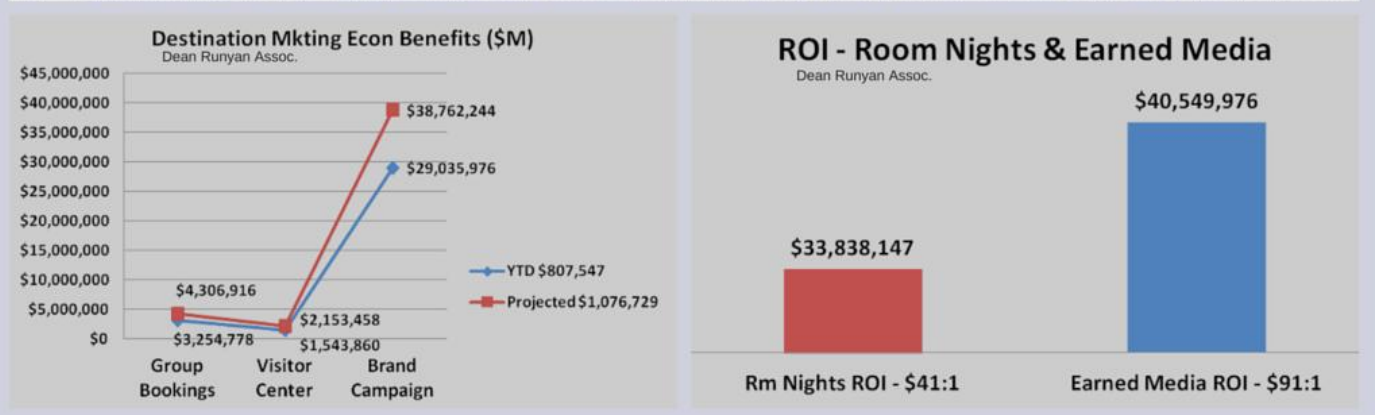 Destination Mkting Econ Benefits ($M)
Dean Runyan Assoc.
$45,000,000
$40,000,000
$35,000,000
$30,000,000
$25,000,000
$20,000,000
$15,000,000
$10,000,000
$5,000,000
$0
$38,762,244
$29,035,976
$4,306,916
$3,254,778
$2,153,458
$1,543,860
Group Bookings
Visitor Center
Brand Campaign
YTD $807,547
Projected $1,076,729
ROI - Room Nights & Earned Media
Dean Runyan Assoc.
$33,838,147
$40,549,976
Rm Nights ROI - $41:1
Earned Media ROI - $91:1